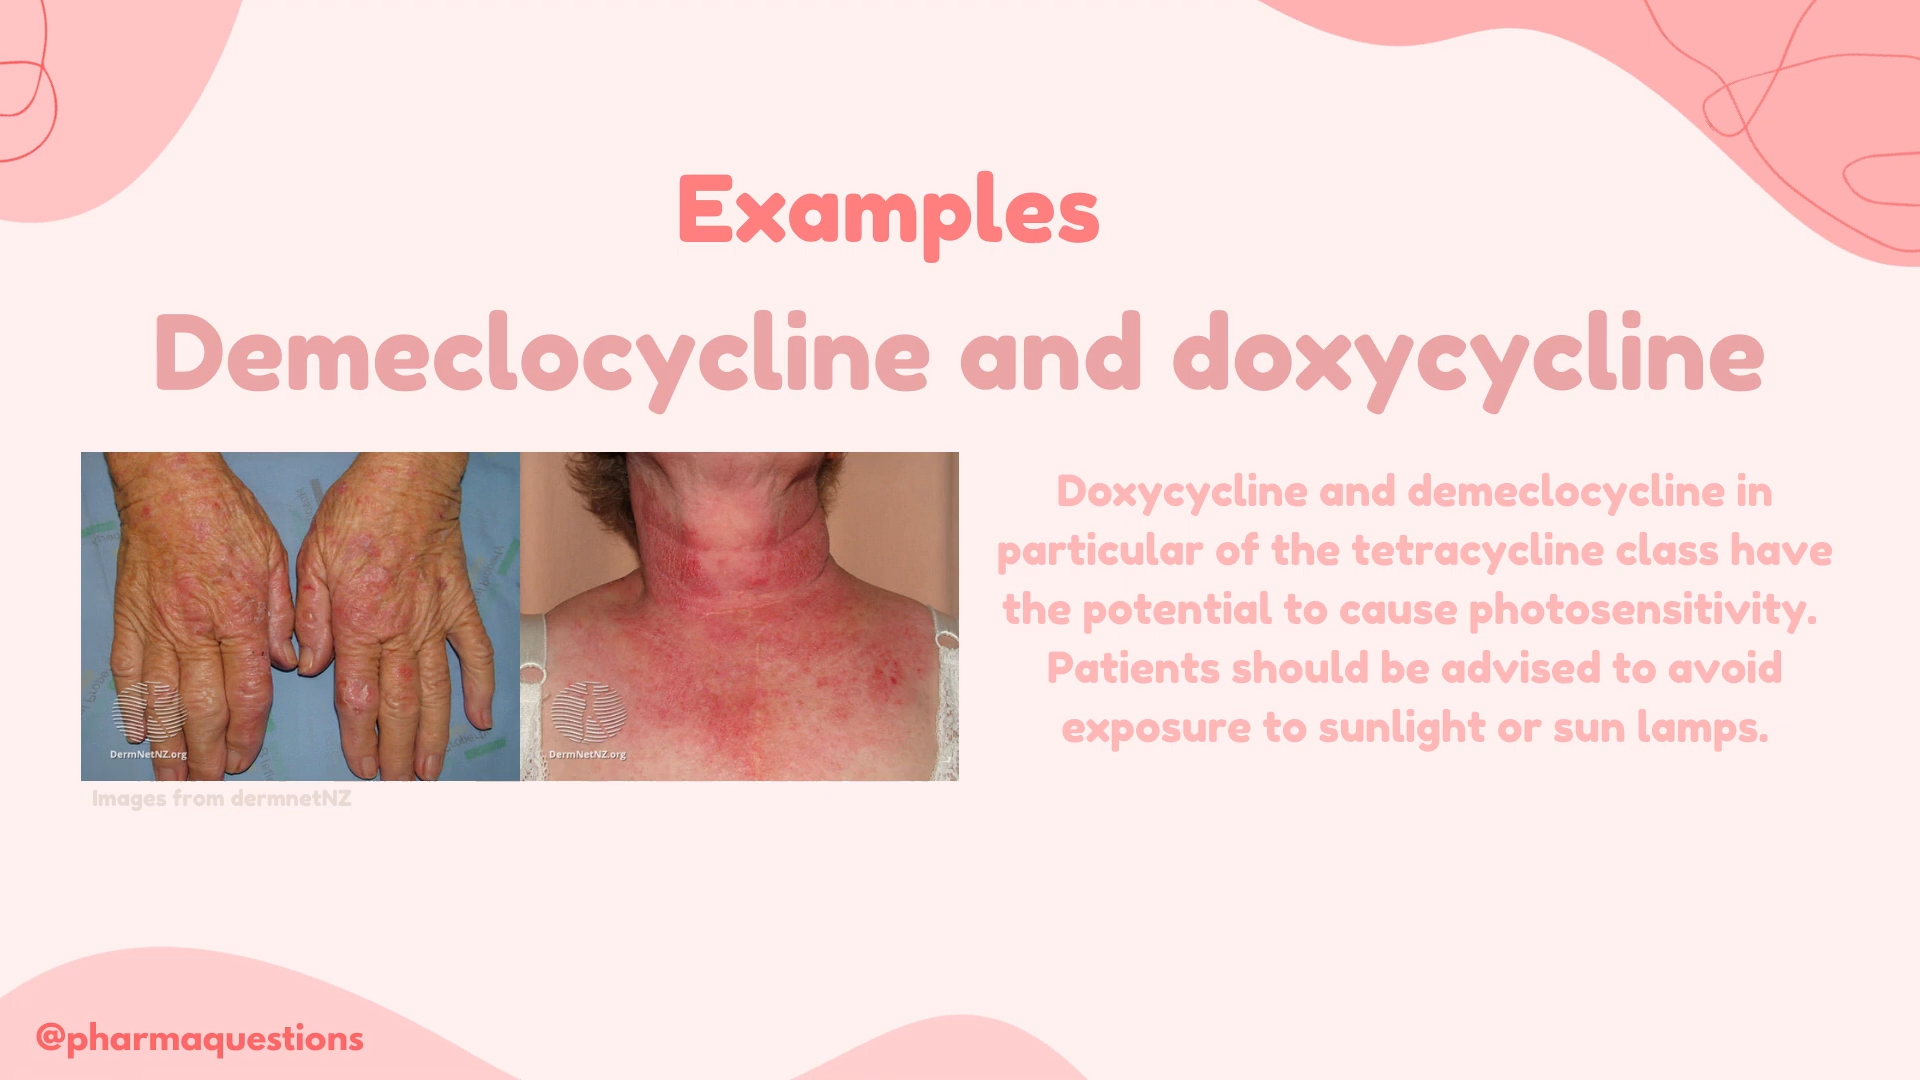 Examples
Demeclocycline and doxycycline
Doxycycline and demeclocycline in
particular of the tetracycline class have
the potential to cause photosensitivity.
Patients should be advised to avoid
exposure to sunlight or sun lamps.
DermNetNZ.org
DermNetNZ.org
Images from dermnetNZ
@pharmaquestions